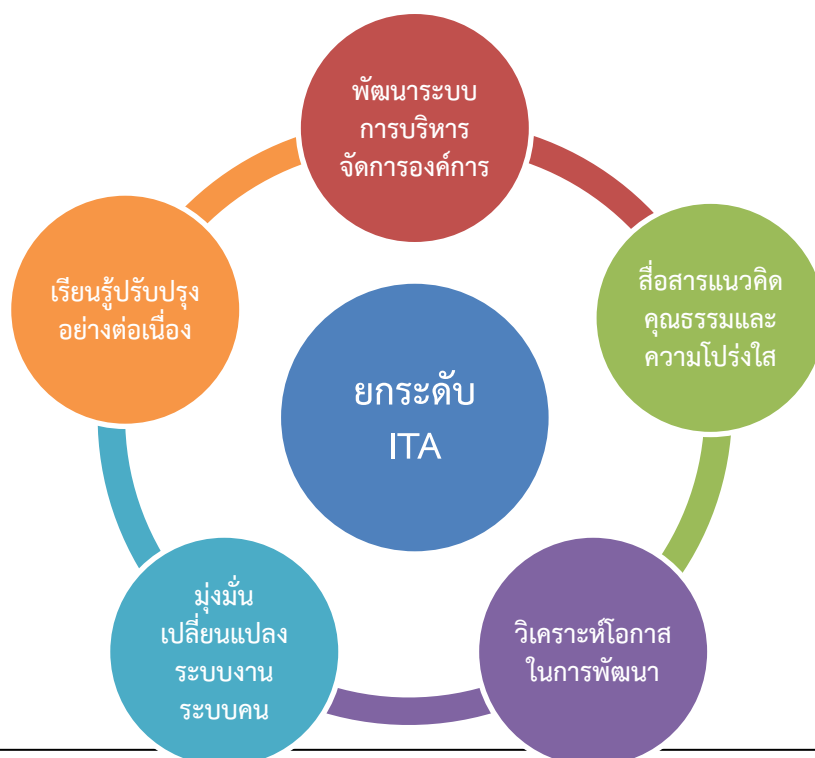 พัฒนาระบบ
การบริหาร
จัดการองค์การ
สื่อสารแนวคิด
คุณธรรมและ
ความโปร่งใส
วิเคราะห์โอกาส
ในการพัฒนา
มุ่งมั่น
เปลี่ยนแปลง
ระบบงาน
ระบบคน
เรียนรู้ปรับปรุง
อย่างต่อเนื่อง
ยกระดับ
ITA